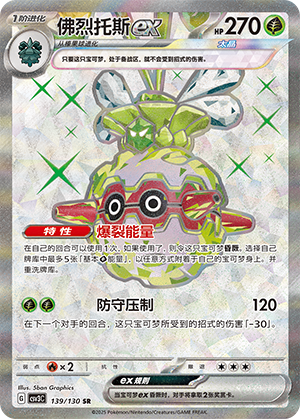 1阶进化
佛烈托斯ex
HP270
从榛果球进化
太晶
只要这只宝可梦,处于备战区,就不会受到招式的伤害。
特性 爆裂能量
在自己的回合可以使用1次,如果使用了,则令这只宝可梦昏厥。选择自己
牌库中最多5张「基本 能量」,以任意方式附着于自己的宝可梦身上。并
重洗牌库。
防守压制 120
在下一个对手的回合,这只宝可梦所受到的招式的伤害「-30」。
弱点 ×2 抗性 撤退
ex规则
当宝可梦ex昏厥时,对手将拿取2张奖赏卡。
Illus. 5ban Graphics
G CSV3C 139/130 SR
©2025 Pokémon/Nintendo/Creatures/GAME FREAK.